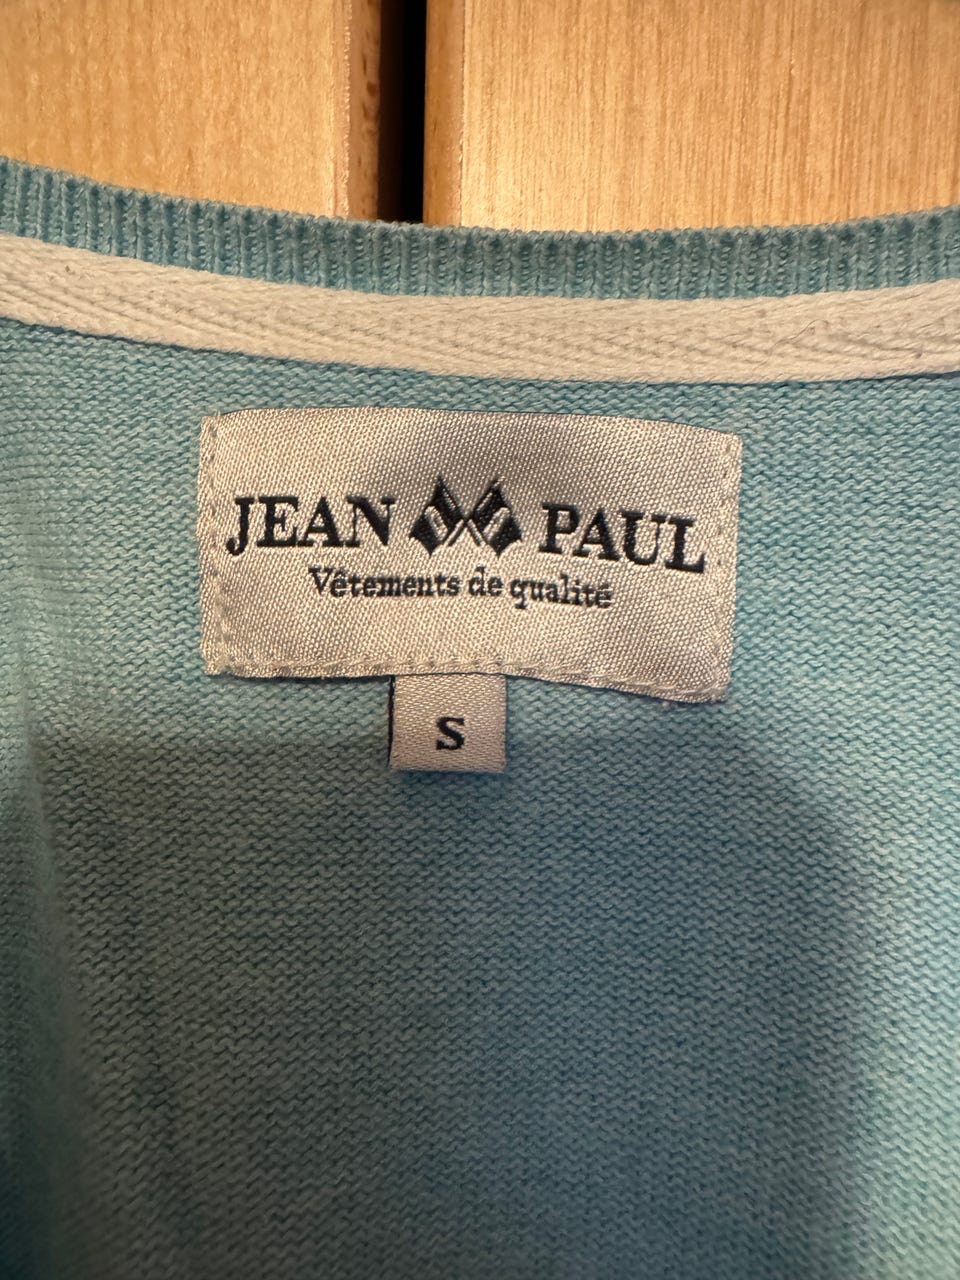 JEAN PAUL
Vêtements de qualité
S